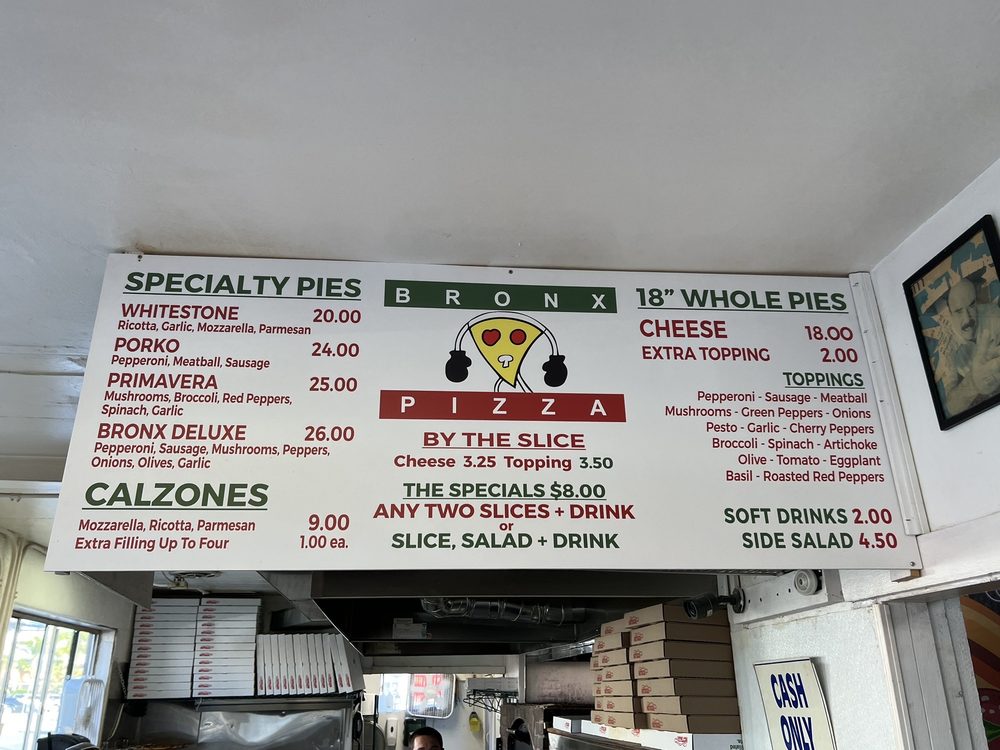 SPECIALTY PIES
WHITESTONE 20.00
Ricotta, Garlic, Mozzarella, Parmesan
PORKO 24.00
Pepperoni, Meatball, Sausage
PRIMAVERA 25.00
Mushrooms, Broccoli, Red Peppers,
Spinach, Garlic
BRONX DELUXE 26.00
Pepperoni, Sausage, Mushrooms, Peppers,
Onions, Olives, Garlic
CALZONES
Mozzarella, Ricotta, Parmesan 9.00
Extra Filling Up To Four 1.00 ea.
BRONX
PIZZA
BY THE SLICE
Cheese 3.25 Topping 3.50
THE SPECIALS $8.00
ANY TWO SLICES + DRINK
or
SLICE, SALAD + DRINK
18” WHOLE PIES
CHEESE 18.00
EXTRA TOPPING 2.00
TOPPINGS
Pepperoni - Sausage - Meatball
Mushrooms - Green Peppers - Onions
Pesto - Garlic - Cherry Peppers
Broccoli - Spinach - Artichoke
Olive - Tomato - Eggplant
Basil - Roasted Red Peppers
SOFT DRINKS 2.00
SIDE SALAD 4.50
CASH
ONLY